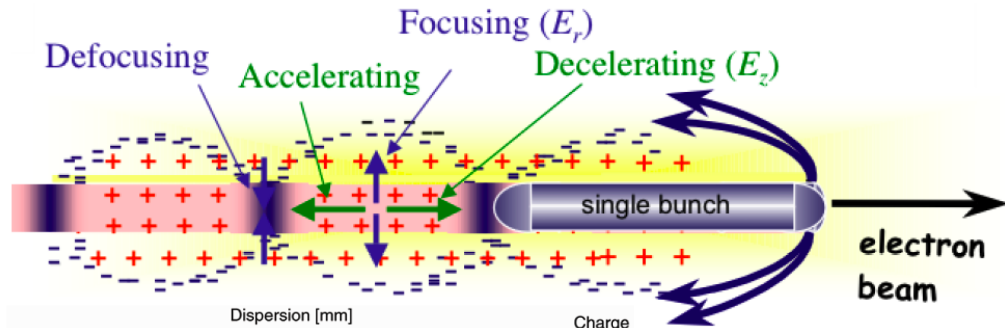 Focusing (E_r)
Defocusing
Accelerating
Decelerating (E_z)
single bunch
electron
beam
Dispersion [mm]
Charge